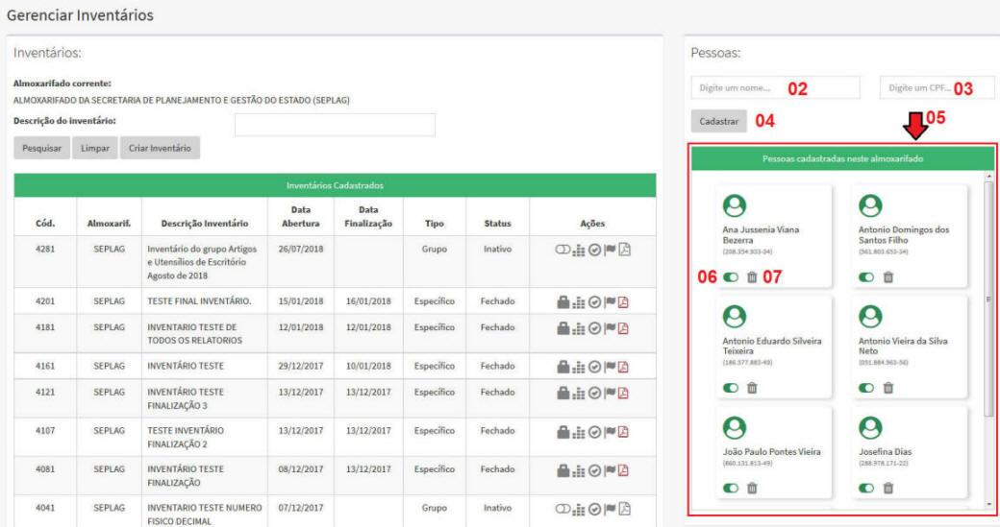 Gerenciar Inventários
Inventários:
Almoxarifado corrente:
ALMOXARIFADO DA SECRETARIA DE PLANEJAMENTO E GESTÃO DO ESTADO (SEPLAG)
Descrição do inventário:
Pesquisar Limpar Criar Inventário
Inventários Cadastrados
Cód. Almoxarif. Descrição Inventário Data Abertura Data Finalização Tipo Status Ações
4281 SEPLAG Inventário do grupo Artigos e Utensílios de Escritório Agosto de 2018 26/07/2018 Grupo Inativo
4201 SEPLAG TESTE FINAL INVENTÁRIO. 15/01/2018 16/01/2018 Específico Fechado
4181 SEPLAG INVENTARIO TESTE DE TODOS OS RELATORIOS 12/01/2018 12/01/2018 Específico Fechado
4161 SEPLAG INVENTÁRIO TESTE 29/12/2017 10/01/2018 Específico Fechado
4121 SEPLAG INVENTÁRIO TESTE FINALIZAÇÃO 3 13/12/2017 13/12/2017 Específico Fechado
4107 SEPLAG TESTE INVENTÁRIO FINALIZAÇÃO 2 13/12/2017 13/12/2017 Específico Fechado
4081 SEPLAG INVENTÁRIO TESTE FINALIZAÇÃO 08/12/2017 13/12/2017 Específico Fechado
4041 SEPLAG INVENTARIO TESTE NUMERO FISICO DECIMAL 07/12/2017 Grupo Inativo
Pessoas:
Digite um nome... 02 Digite um CPF... 03
Cadastrar 04 05
Pessoas cadastradas neste almoxarifado
Ana Jussenia Viana
Bezerra
(208.354.303-34)
06 07
Antonio Domingos dos
Santos Filho
(561.803.653-34)
Antonio Eduardo Silveira
Teixeira
(186.377.883-49)
Antonio Vieira da Silva
Neto
(091.884.963-56)
João Paulo Pontes Vieira
(860.131.813-49)
Josefina Dias
(288.978.171-22)